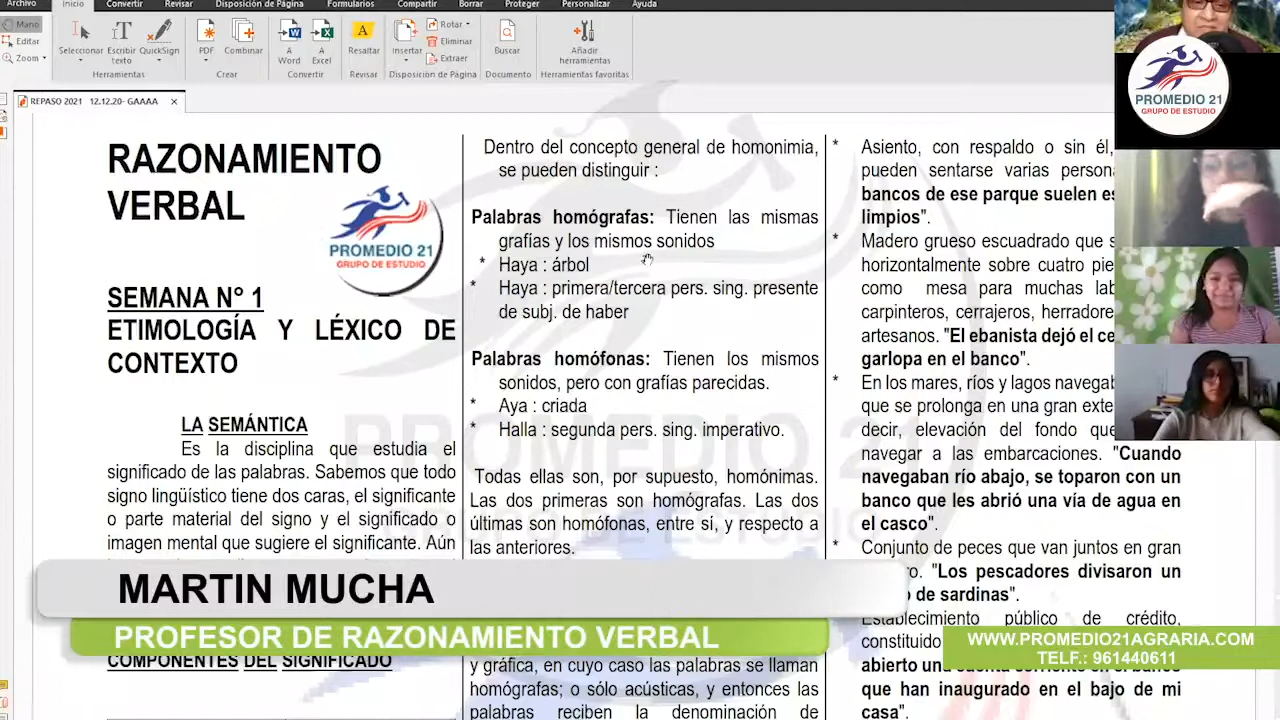 Archivo Inicio Convertir Revisar Disposición de Página Formularios Compartir Borrar Proteger Personalizar Ayuda
Mano
Editar
Zoom
Seleccionar
Escribir texto
QuickSign
Herramientas
PDF
Combinar
Crear
A Word
A Excel
Convertir
Resaltar
Revisar
Insertar
Rotar
Eliminar
Extraer
Disposición de Página
Buscar
Documento
Añadir herramientas
Herramientas favoritas
REPASO 2021 12.12.20- GAAAA
RAZONAMIENTO
VERBAL
PROMEDIO 21
GRUPO DE ESTUDIO
SEMANA N° 1
ETIMOLOGÍA Y LÉXICO DE
CONTEXTO
LA SEMÁNTICA
Es la disciplina que estudia el
significado de las palabras. Sabemos que todo
signo lingüístico tiene dos caras, el significante
o parte material del signo y el significado o
imagen mental que sugiere el significante. Aún
COMPONENTES DEL SIGNIFICADO
Dentro del concepto general de homonimia,
se pueden distinguir :
Palabras homógrafas: Tienen las mismas
grafías y los mismos sonidos
* Haya : árbol
* Haya : primera/tercera pers. sing. presente
de subj. de haber
Palabras homófonas: Tienen los mismos
sonidos, pero con grafías parecidas.
* Aya : criada
* Halla : segunda pers. sing. imperativo.
Todas ellas son, por supuesto, homónimas.
Las dos primeras son homógrafas. Las dos
últimas son homófonas, entre sí, y respecto a
las anteriores.
y gráfica, en cuyo caso las palabras se llaman
homógrafas; o sólo acústicas, y entonces las
palabras reciben la denominación de
* Asiento, con respaldo o sin él,
pueden sentarse varias
bancos de ese parque suelen
limpios".
* Madero grueso escuadrado que
horizontalmente sobre cuatro
como mesa para muchas
carpinteros, cerrajeros,
artesanos. "El ebanista dejó el
garlopa en el banco".
* En los mares, ríos y lagos
que se prolonga en una gran
decir, elevación del fondo
navegar a las embarcaciones. "Cuando
navegaban río abajo, se toparon con un
banco que les abrió una vía de agua en
el casco".
* Conjunto de peces que van juntos en gran
"Los pescadores divisaron un
de sardinas".
Establecimiento público de crédito,
constituido
abierto
que han inaugurado en el bajo de mi
casa".
PROMEDIO 21
GRUPO DE ESTUDIO
PROMEDIO 21
GRUPO DE ESTUDIO
MARTIN MUCHA
PROFESOR DE RAZONAMIENTO VERBAL
WWW.PROMEDIO21AGRARIA.COM
TELF.: 961440611